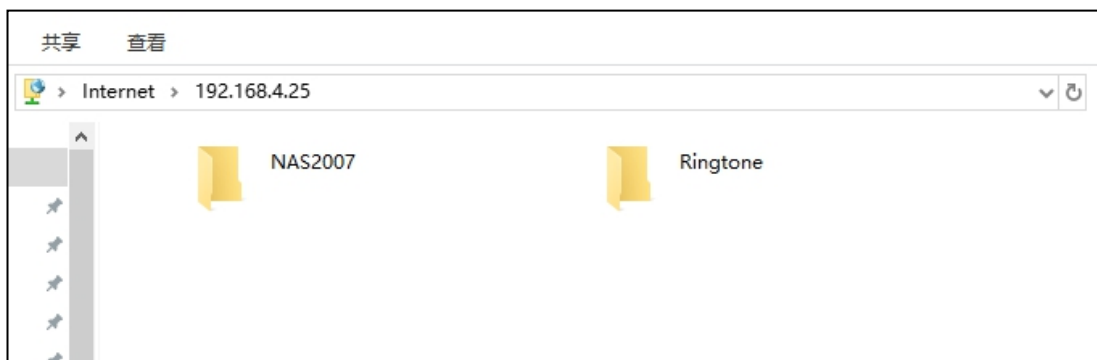 共享 查看
Internet 192.168.4.25
NAS2007 Ringtone